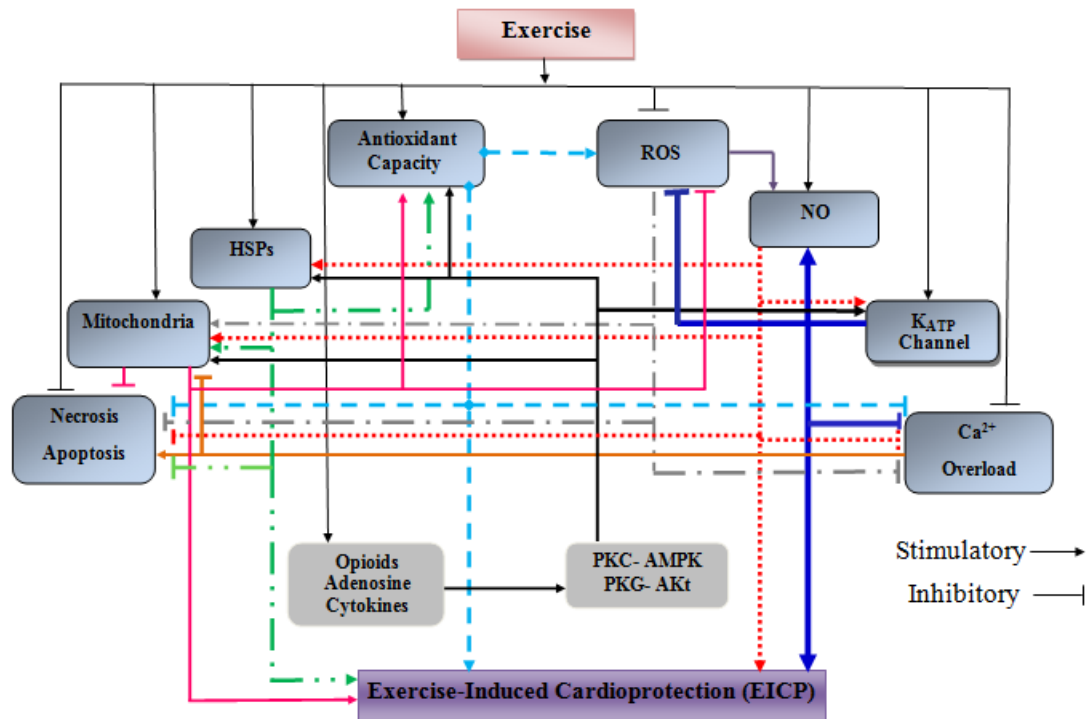 Exercise
Antioxidant
Capacity
ROS
NO
HSPs
Mitochondria
K_ATP
Channel
Necrosis
Apoptosis
Ca²⁺
Overload
Opioids
Adenosine
Cytokines
PKC- AMPK
PKG- AKt
Stimulatory
Inhibitory
Exercise-Induced Cardioprotection (EICP)